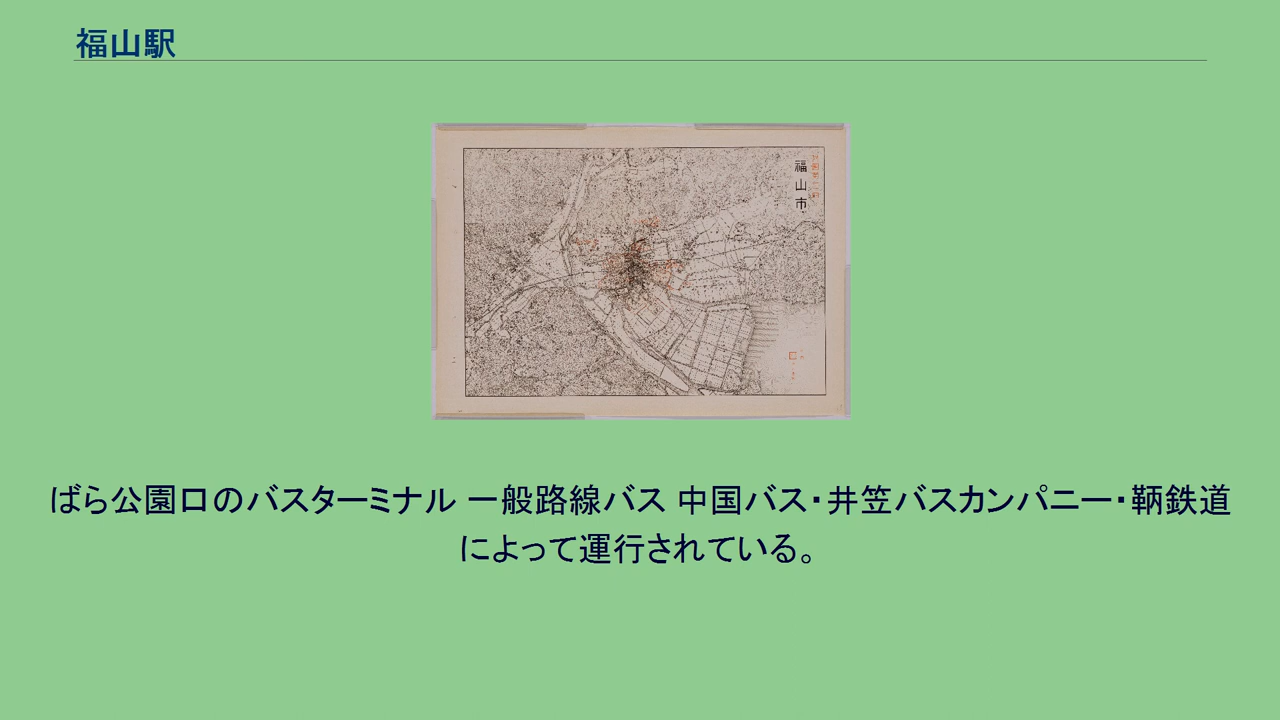 福山駅
福山市
ばら公園口のバスターミナル 一般路線バス 中国バス・井笠バスカンパニー・鞆鉄道
によって運行されている。